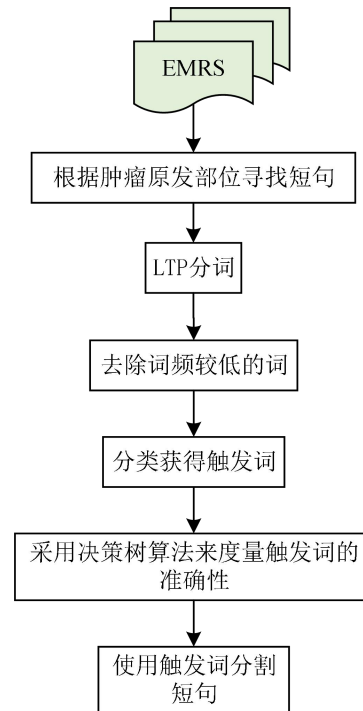 EMRS
根据肿瘤原发部位寻找短句
LTP分词
去除词频较低的词
分类获得触发词
采用决策树算法来度量触发词的
准确性
使用触发词分割
短句